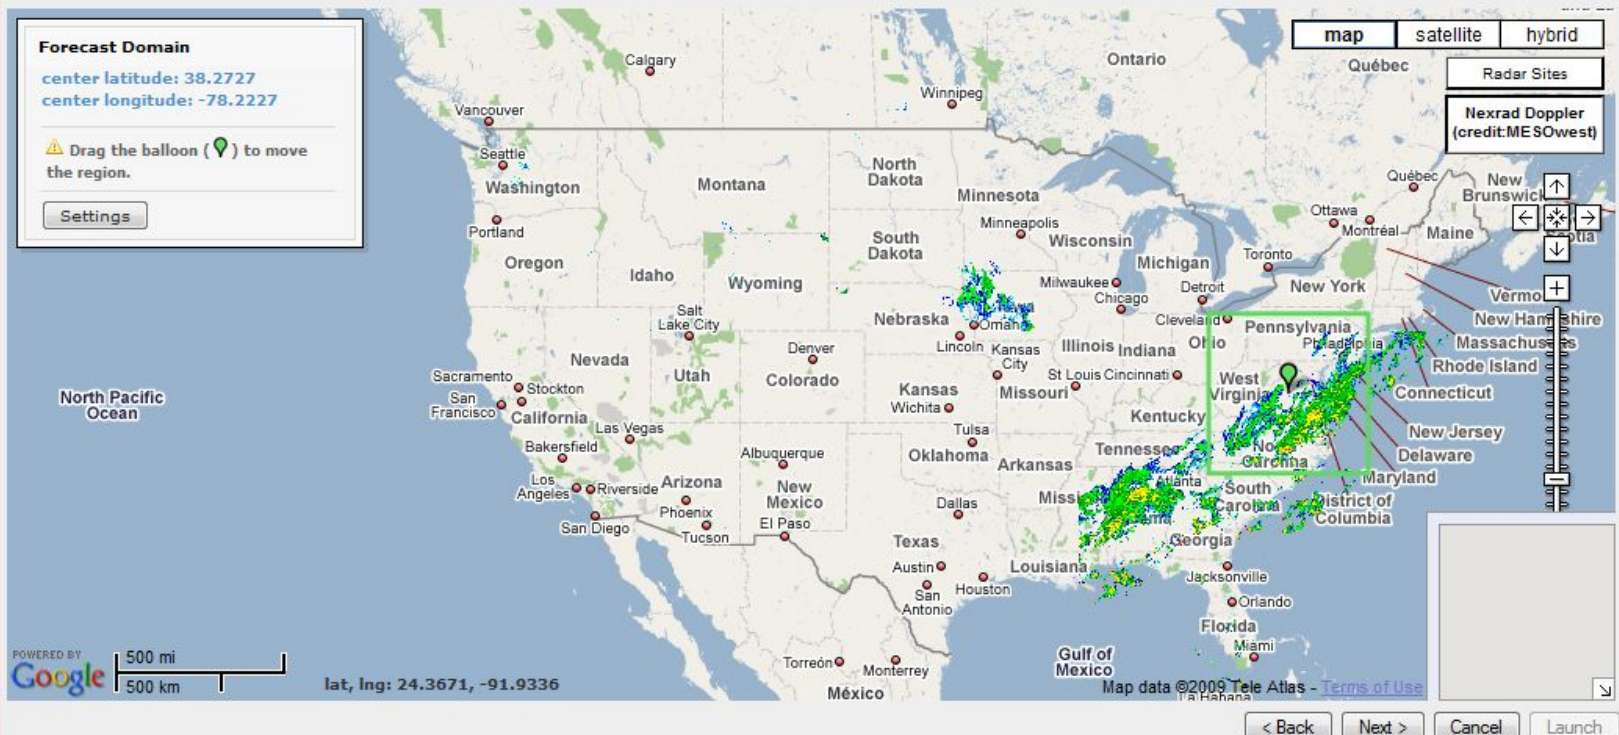 Forecast Domain
center latitude: 38.2727
center longitude: -78.2227
Drag the balloon ( ) to move
the region.
Settings
map
satellite
hybrid
Radar Sites
Nexrad Doppler
(credit:MESOwest)
Calgary
Ontario
Québec
Winnipeg
Vancouver
Seattle
Washington
Montana
North
Dakota
Minnesota
Québec
New
Brunswick
Portland
Minneapolis
Ottawa
Montréal
Maine
Oregon
South
Dakota
Wisconsin
Michigan
Toronto
Idaho
Wyoming
Milwaukee
Detroit
New York
Chicago
Salt
Lake City
Nebraska
Omaha
Cleveland
Pennsylvania
New Hampshire
Massachusetts
Lincoln
Kansas
City
Illinois
Indiana
Ohio
Philadelphia
Nevada
Denver
Rhode Island
Sacramento
Stockton
Utah
Colorado
Kansas
Missouri
St Louis
Cincinnati
West
Virginia
Connecticut
San
Francisco
California
Wichita
Kentucky
North Pacific
Ocean
Las Vegas
Tulsa
New Jersey
Bakersfield
Albuquerque
Oklahoma
Tennessee
Delaware
Arkansas
Maryland
Los
Angeles
Riverside
Arizona
New
Mexico
Atlanta
South
Carolina
District of
Columbia
Phoenix
Dallas
San Diego
Tucson
El Paso
Texas
Georgia
Austin
Louisiana
Jacksonville
San
Antonio
Houston
Orlando
Florida
Miami
Gulf of
Mexico
Torreón
Monterrey
México
La Habana
POWERED BY
Google
500 mi
500 km
lat, lng: 24.3671, -91.9336
Map data ©2009 Tele Atlas - Terms of Use
< Back
Next >
Cancel
Launch